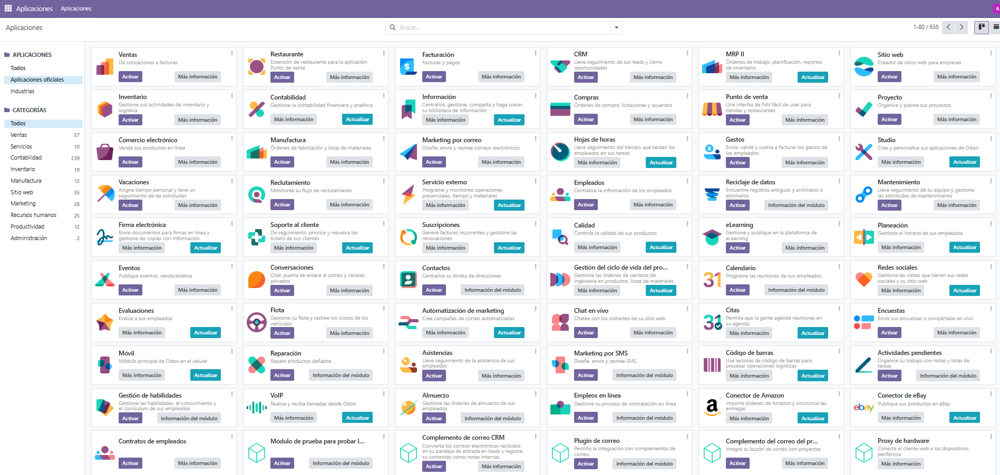 Aplicaciones Aplicaciones
A
Aplicaciones
Buscar...
1-80 / 655
APLICACIONES
Todos
Aplicaciones oficiales
Industrias
CATEGORÍAS
Todos
Ventas 57
Servicios 10
Contabilidad 239
Inventario 19
Manufactura 12
Sitio web 35
Marketing 28
Recursos humanos 25
Productividad 12
Administración 2
Ventas
De cotizaciones a facturas
Activar Más información
Restaurante
Extensión de restaurante para la aplicación
Punto de venta
Activar Más información
Facturación
Facturas y pagos
Activar Más información
CRM
Lleve seguimiento de sus leads y cierre
oportunidades
Activar Más información
MRP II
Órdenes de trabajo, planificación, reportes
de inventario.
Más información Actualizar
Sitio web
Creador de sitios web para empresas
Activar Más información
Inventario
Gestione sus actividades de inventario y
logística
Activar Más información
Contabilidad
Gestione la contabilidad financiera y analítica
Más información Actualizar
Información
Centralice, gestione, comparta y haga crecer
su biblioteca de información
Más información Actualizar
Compras
Órdenes de compra, licitaciones y acuerdos
Activar Más información
Punto de venta
Una interfaz de PdV fácil de usar para
tiendas y restaurantes
Activar Más información
Proyecto
Organice y planee sus proyectos
Activar Más información
Comercio electrónico
Venda sus productos en línea
Activar Más información
Manufactura
Órdenes de fabricación y listas de materiales
Activar Más información
Marketing por correo
Diseñe, envíe y rastree correos electrónicos
Activar Más información
Hojas de horas
Lleve seguimiento del tiempo que tardan los
empleados en sus tareas
Más información Actualizar
Gastos
Envíe, valide y vuelva a facturar los gastos de
los empleados
Activar Más información
Studio
Cree y personalice sus aplicaciones de Odoo
Más información Actualizar
Vacaciones
Asigne tiempo personal y lleve un
seguimiento de las solicitudes
Activar Más información
Reclutamiento
Monitoree su flujo de reclutamiento
Activar Más información
Servicio externo
Programe y monitoree operaciones
presenciales, tiempo y materiales
Más información Actualizar
Empleados
Centralice la información de los empleados
Activar Más información
Reciclaje de datos
Encuentre registros antiguos y archívelos o
elimínelos
Activar Información del módulo
Mantenimiento
Lleve seguimiento de su equipo y gestione
las solicitudes de mantenimiento
Activar Más información
Firma electrónica
Envíe documentos para firmar en línea y
gestione las copias con información
Más información Actualizar
Soporte al cliente
De seguimiento, priorice y resuelva los
tickets de sus clientes
Más información Actualizar
Suscripciones
Genere facturas recurrentes y gestione las
renovaciones
Más información Actualizar
Calidad
Controle la calidad de sus productos
Más información Actualizar
eLearning
Gestione y publique en la plataforma de
eLearning
Activar Más información
Planeación
Gestione el horario de sus empleados
Más información Actualizar
Eventos
Publique eventos, venda boletos
Activar Más información
Conversaciones
Chat, puerta de enlace al correo y canales
privados
Activar Más información
Contactos
Centralice su libreta de direcciones
Activar Información del módulo
Gestión del ciclo de vida del pro...
Gestione las órdenes de cambios de
ingeniería en productos, listas de materiales
Más información Actualizar
31
Calendario
Programe las reuniones de sus empleados
Activar Información del módulo
Redes sociales
Gestione las visitas que tienen sus redes
sociales y su sitio web
Más información Actualizar
Evaluaciones
Evalúe a sus empleados
Más información Actualizar
Flota
Gestione su flota y rastree los costos de los
vehículos
Activar Más información
Automatización de marketing
Cree campañas de correo automatizadas
Más información Actualizar
Chat en vivo
Chatee con los visitantes de su sitio web
Activar Más información
31
Citas
Permita que la gente agende reuniones en
su agenda
Más información Actualizar
Encuestas
Envíe sus encuestas o compártalas en vivo
Activar Más información
Móvil
Módulo principal de Odoo en el celular
Más información Actualizar
Reparación
Repare productos dañados
Activar Información del módulo
Asistencias
Lleve seguimiento de la asistencia de sus
empleados
Activar Más información
Marketing por SMS
Diseñe, envíe y rastree SMS
Activar Información del módulo
Código de barras
Use lectores de código de barras para
procesar operaciones logísticas
Más información Actualizar
Actividades pendientes
Organice su trabajo con notas y listas de
tareas
Activar Información del módulo
Gestión de habilidades
Gestione las habilidades, el conocimiento y
el currículum de sus empleados
Activar Información del módulo
VoIP
Realice y reciba llamadas desde Odoo
Más información Actualizar
Almuerzo
Gestione las órdenes de almuerzo de sus
empleados
Activar Información del módulo
Empleos en línea
Gestione su proceso de contratación en línea
Activar Información del módulo
a
Conector de Amazon
Importe órdenes de Amazon y sincronice las
entregas
Más información Actualizar
ebay
Conector de eBay
Publique sus productos en eBay
Más información Actualizar
Contratos de empleados
Activar Más información
Módulo de prueba para probar l...
Activar Información del módulo
Complemento de correo CRM
Convierta los correos electrónicos recibidos
en su bandeja de entrada en leads y registre
su contenido como notas internas.
Activar Más información
Plugin de correo
Permite la integración con complementos de
correo.
Activar Información del módulo
Complemento del correo del pr...
Integre su buzón de correo con proyectos
Activar Más información
Proxy de hardware
Conecte el cliente web a los dispositivos
periféricos
Más información